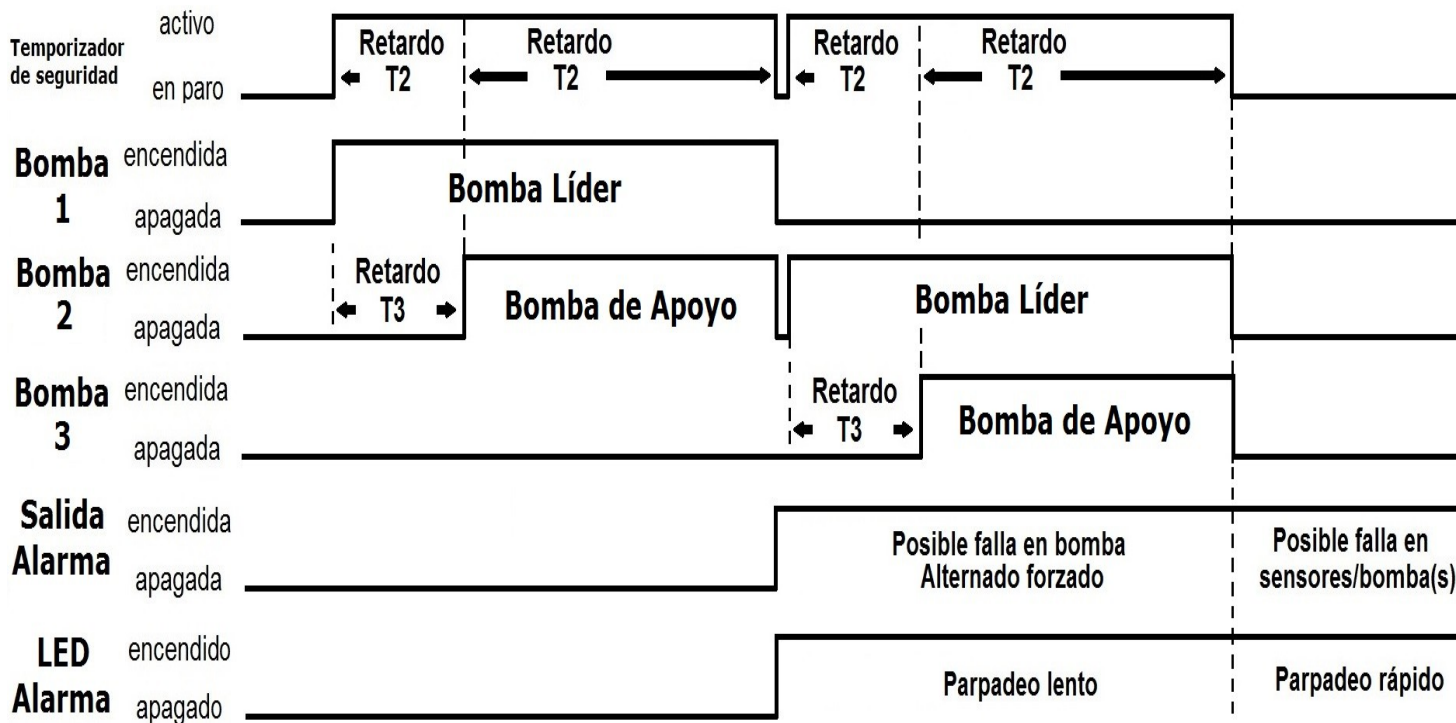 Temporizador
de seguridad
activo
en paro
Retardo
T2
Retardo
T2
Retardo
T2
Retardo
T2
Bomba
1
encendida
apagada
Bomba Líder
Bomba
2
encendida
apagada
Retardo
T3
Bomba de Apoyo
Bomba Líder
Bomba
3
encendida
apagada
Retardo
T3
Bomba de Apoyo
Salida
Alarma
encendida
apagada
Posible falla en bomba
Alternado forzado
Posible falla en
sensores/bomba(s)
LED
Alarma
encendido
apagado
Parpadeo lento
Parpadeo rápido